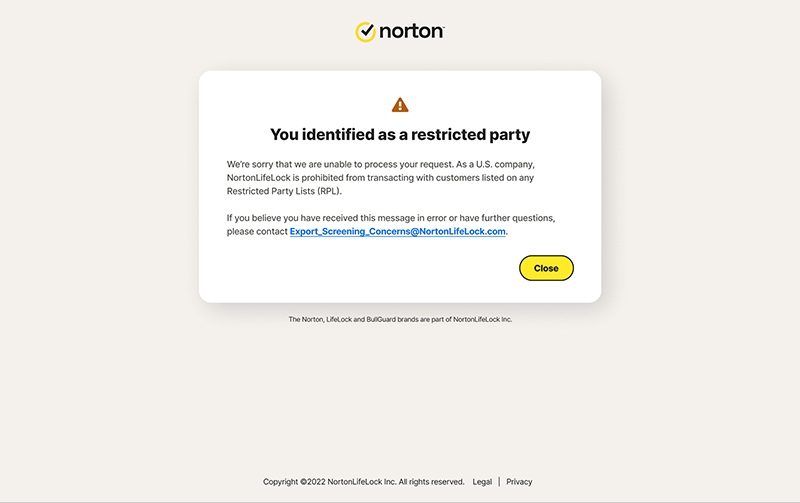 norton
You identified as a restricted party
We're sorry that we are unable to process your request. As a U.S. company,
NortonLifeLock is prohibited from transacting with customers listed on any
Restricted Party Lists (RPL).
If you believe you have received this message in error or have further questions,
please contact Export_Screening_Concerns@NortonLifeLock.com.
Close
The Norton, LifeLock and BullGuard brands are part of NortonLifeLock Inc.
Copyright ©2022 NortonLifeLock Inc. All rights reserved. Legal | Privacy